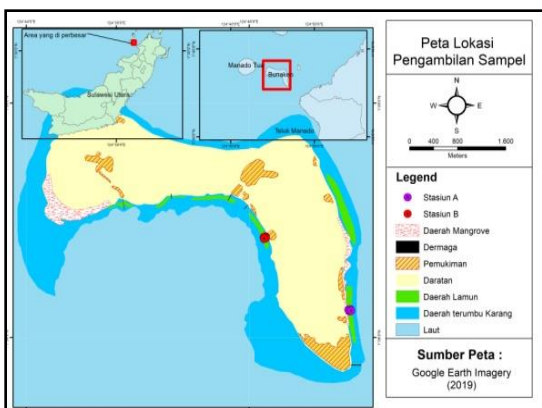 Area yang di perbesar
Sulawesi Utara
Manado Tua
Bunaken
Teluk Manado
Peta Lokasi
Pengambilan Sampel
N
W
E
S
0 400 800 1.600
Meters
Legend
Stasiun A
Stasiun B
Daerah Mangrove
Dermaga
Pemukiman
Daratan
Daerah Lamun
Daerah terumbu Karang
Laut
Sumber Peta :
Google Earth Imagery
(2019)